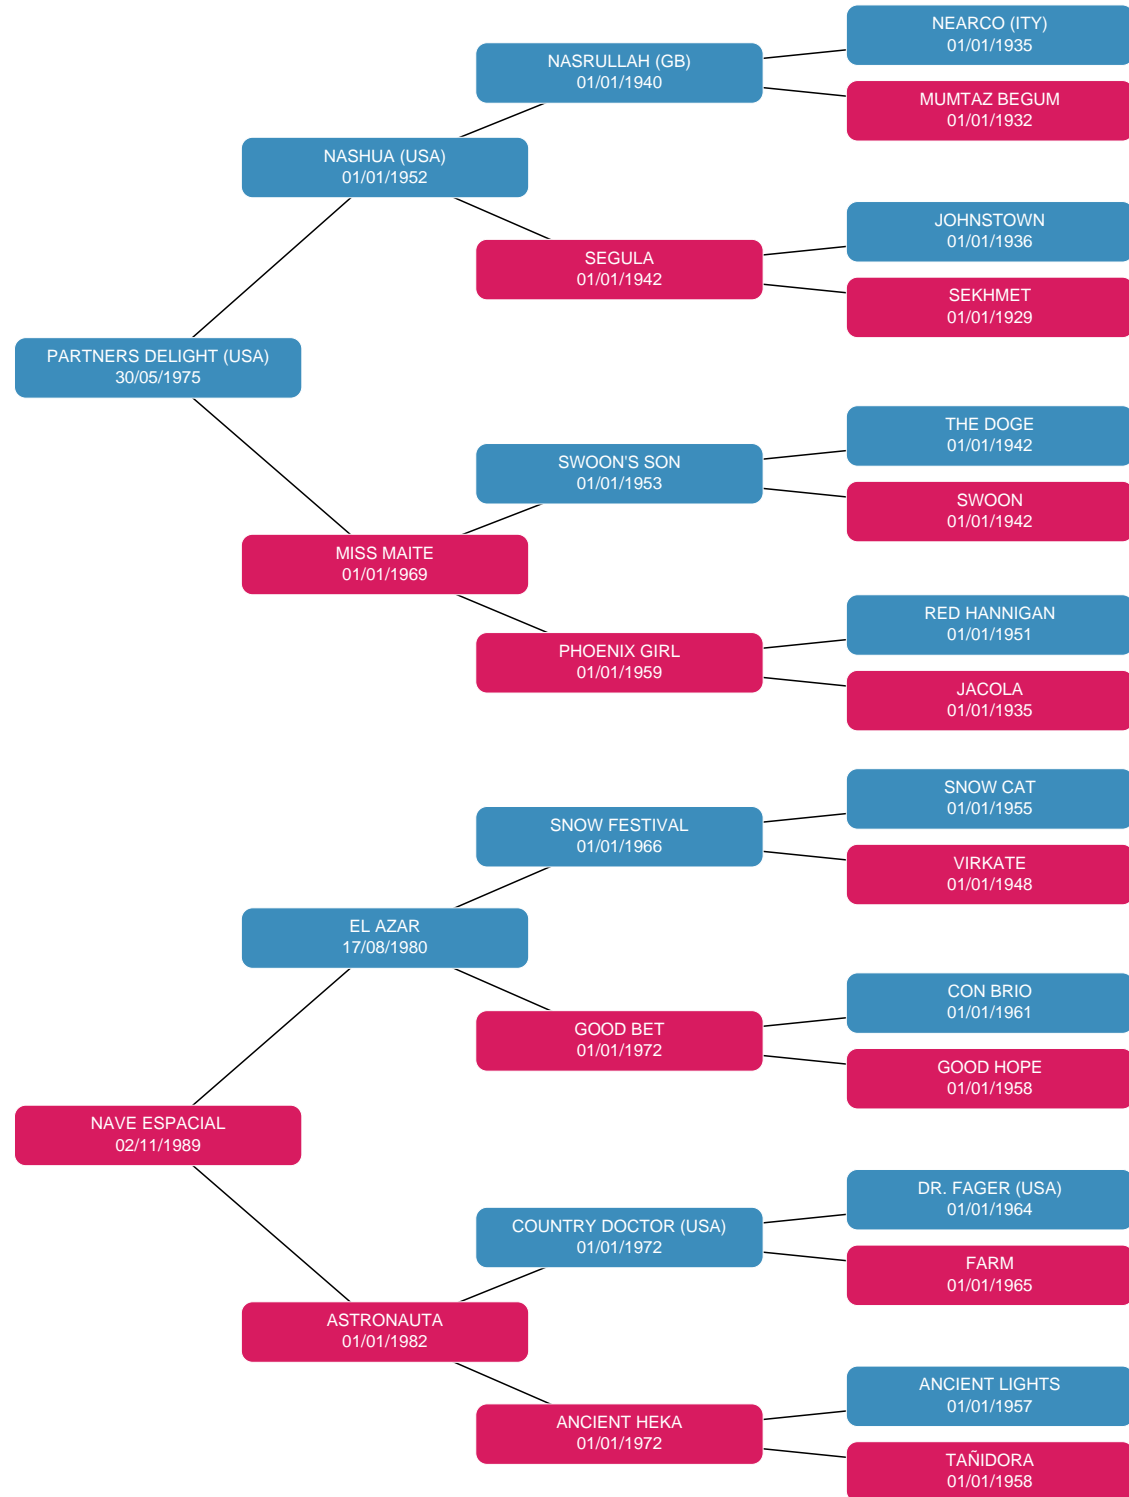 NEARCO (ITY)
01/01/1935
NASRULLAH (GB)
01/01/1940
MUMTAZ BEGUM
01/01/1932
NASHUA (USA)
01/01/1952
JOHNSTOWN
01/01/1936
SEGULA
01/01/1942
SEKHMET
01/01/1929
PARTNERS DELIGHT (USA)
30/05/1975
THE DOGE
01/01/1942
SWOON'S SON
01/01/1953
SWOON
01/01/1942
MISS MAITE
01/01/1969
RED HANNIGAN
01/01/1951
PHOENIX GIRL
01/01/1959
JACOLA
01/01/1935
SNOW CAT
01/01/1955
SNOW FESTIVAL
01/01/1966
VIRKATE
01/01/1948
EL AZAR
17/08/1980
CON BRIO
01/01/1961
GOOD BET
01/01/1972
GOOD HOPE
01/01/1958
NAVE ESPACIAL
02/11/1989
DR. FAGER (USA)
01/01/1964
COUNTRY DOCTOR (USA)
01/01/1972
FARM
01/01/1965
ASTRONAUTA
01/01/1982
ANCIENT LIGHTS
01/01/1957
ANCIENT HEKA
01/01/1972
TAÑIDORA
01/01/1958